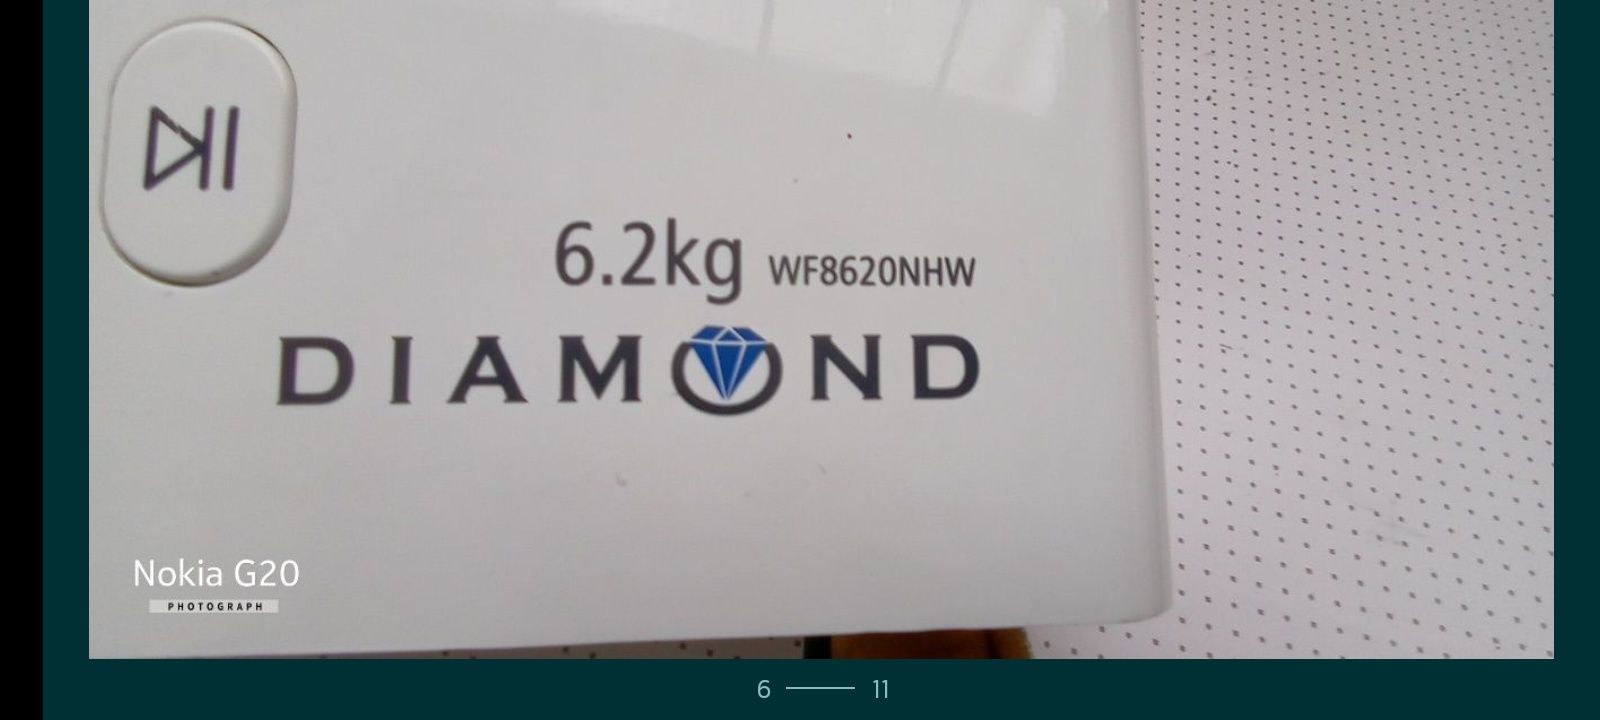 6.2kg WF8620NHW
DIAMOND
Nokia G20
PHOTOGRAPH
6 11